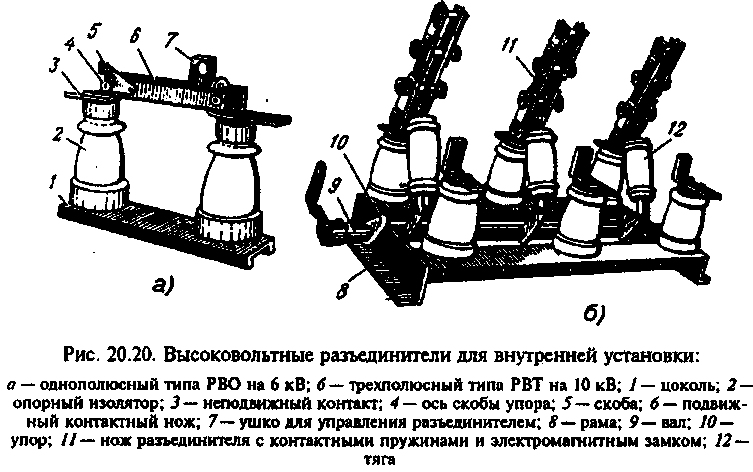 4 5 6 7
3
2
1
а)
11
12
10
9
8
б)
Рис. 20.20. Высоковольтные разъединители для внутренней установки:
а — однополюсный типа РВО на 6 кВ; б — трехполюсный типа РВТ на 10 кВ; 1 — цоколь; 2 —
опорный изолятор; 3 — неподвижный контакт; 4 — ось скобы упора; 5 — скоба; 6 — подвиж-
ный контактный нож; 7 — ушко для управления разъединителем; 8 — рама; 9 — вал; 10 —
упор; 11 — нож разъединителя с контактными пружинами и электромагнитным замком; 12 —
тяга